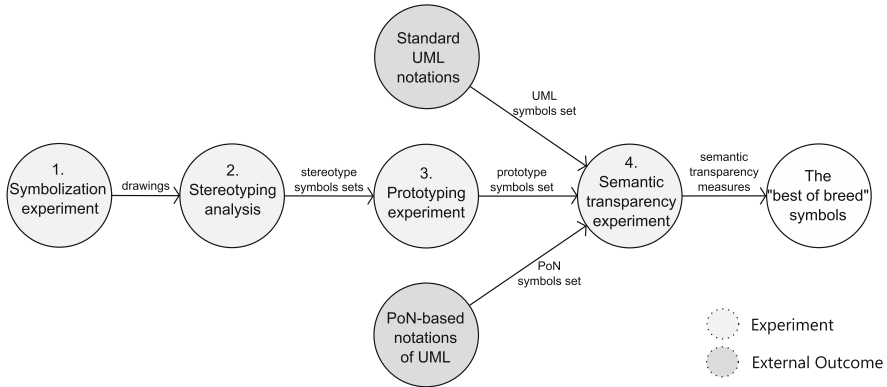 Standard
UML
notations
UML
symbols set
1.
Symbolization
experiment
drawings
2.
Stereotyping
analysis
stereotype
symbols sets
3.
Prototyping
experiment
prototype
symbols set
4.
Semantic
transparency
experiment
semantic
transparency
measures
The
"best of breed"
symbols
PoN
symbols set
PoN-based
notations
of UML
Experiment
External Outcome